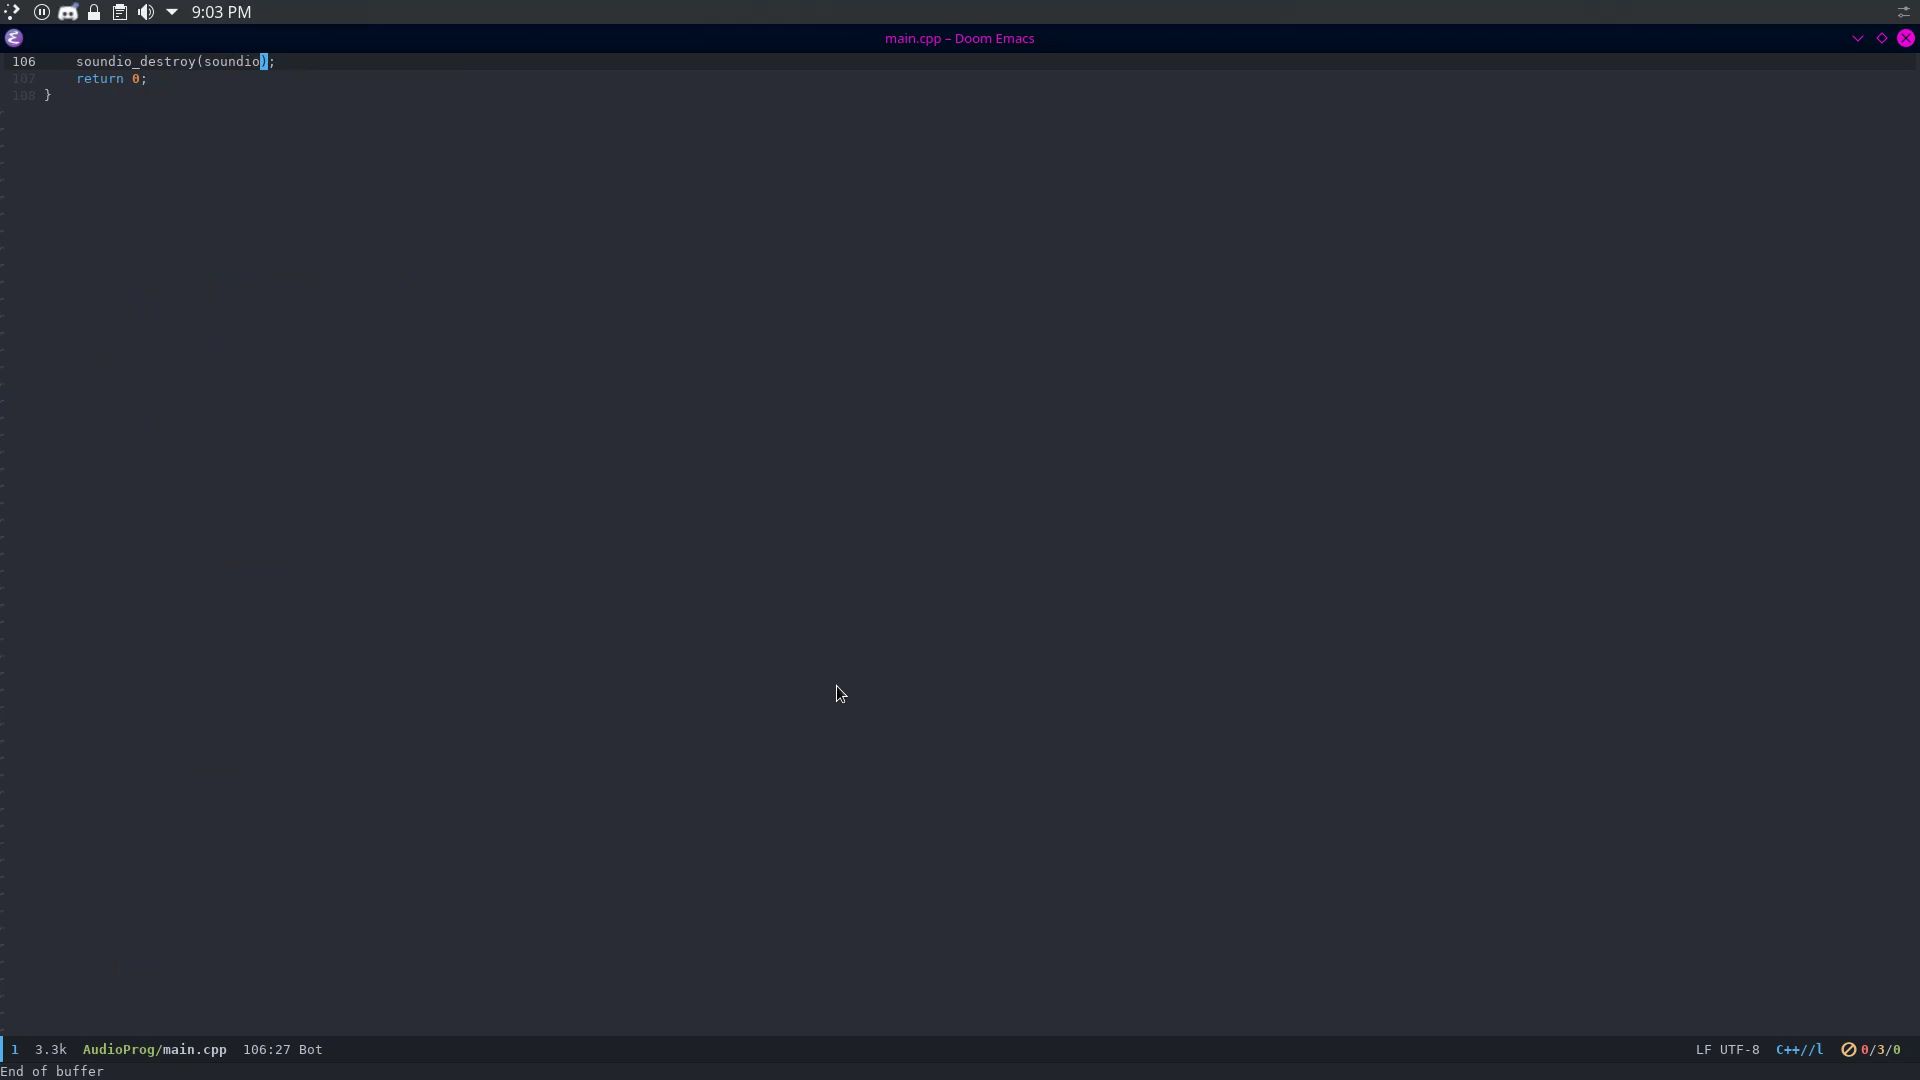 9:03 PM
main.cpp – Doom Emacs
106 soundio_destroy(soundio);
107 return 0;
108 }
1 3.3k AudioProg/main.cpp 106:27 Bot LF UTF-8 C++//l 0/3/0
End of buffer